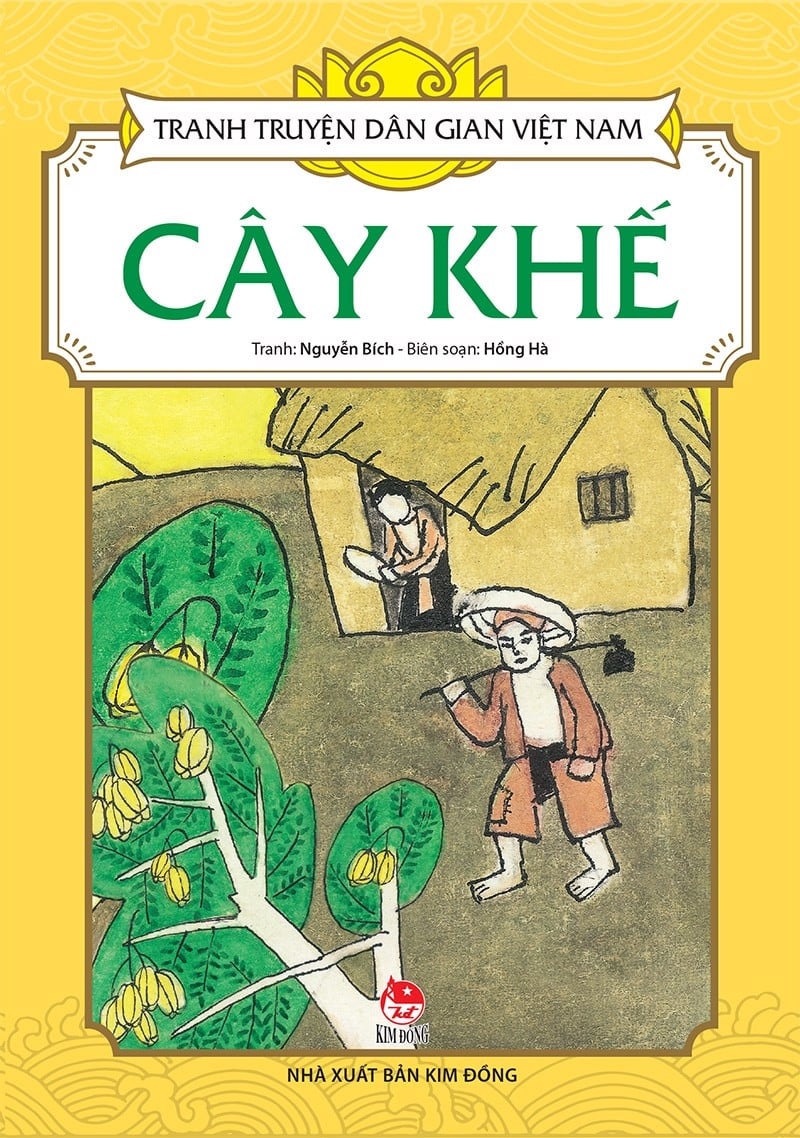 TRANH TRUYỆN DÂN GIAN VIỆT NAM
CÂY KHẾ
Tranh: Nguyễn Bích - Biên soạn: Hồng Hà
KIM ĐỒNG
NHÀ XUẤT BẢN KIM ĐỒNG